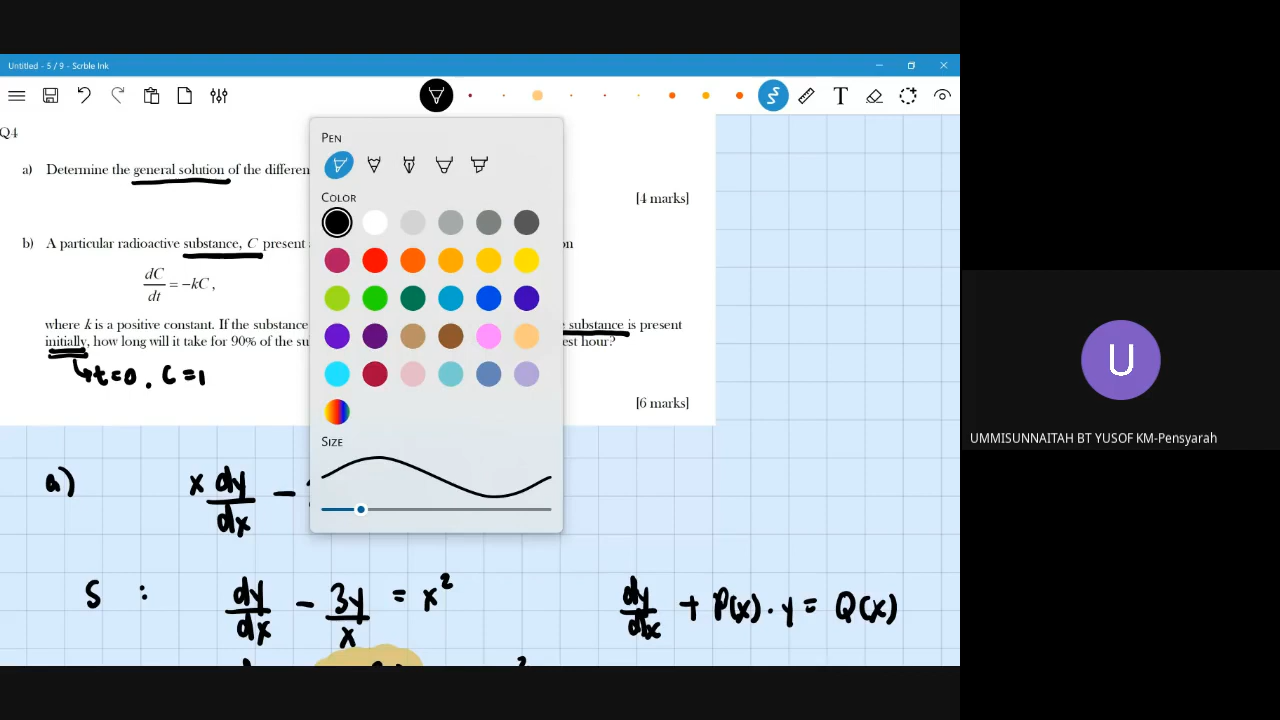 Untitled - 5 / 9 - Scrble Ink
Q4
a) Determine the general solution of the differen
[4 marks]
b) A particular radioactive substance, C present on
dC/dt = -kC,
where k is a positive constant. If the substance substance is present
initially, how long will it take for 90% of the su est hour?
t=0, C=1
[6 marks]
PEN
COLOR
SIZE
a) x dy/dx -
S : dy/dx - 3y/x = x²
dy/dx + P(x) · y = Q(x)
U
UMMISUNNAITAH BT YUSOF KM-Pensyarah